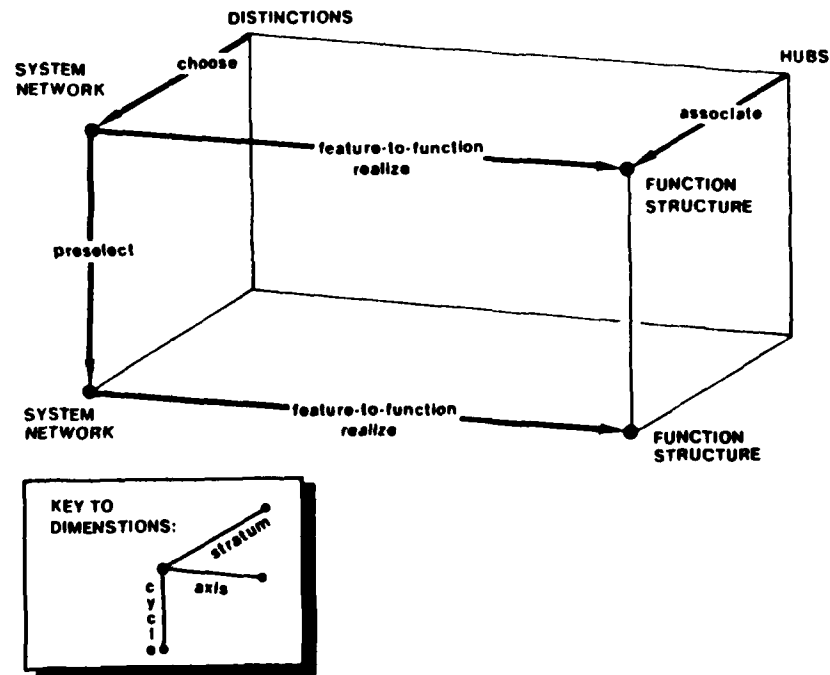 DISTINCTIONS
HUBS
choose
SYSTEM
NETWORK
associate
feature-to-function
realize
FUNCTION
STRUCTURE
preselect
SYSTEM
NETWORK
feature-to-function
realize
FUNCTION
STRUCTURE
KEY TO
DIMENSTIONS:
stratum
axis
cycle